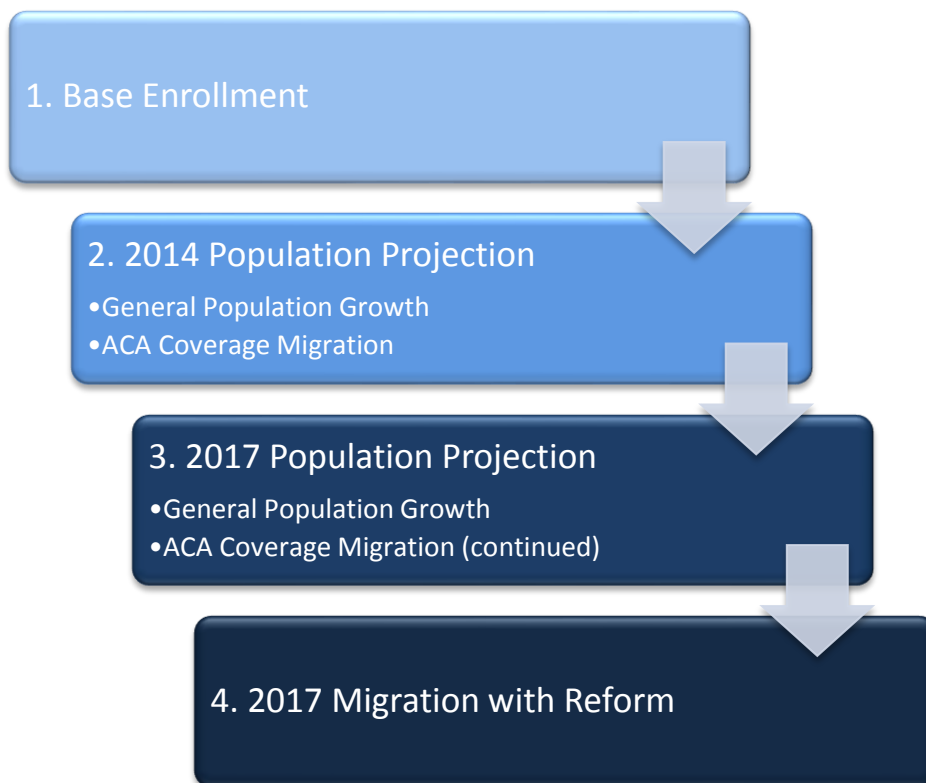 1. Base Enrollment
2. 2014 Population Projection
•General Population Growth
•ACA Coverage Migration
3. 2017 Population Projection
•General Population Growth
•ACA Coverage Migration (continued)
4. 2017 Migration with Reform